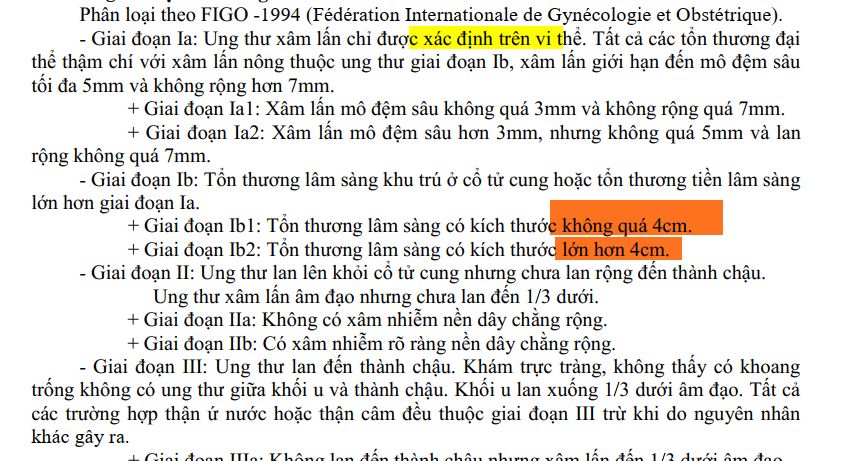 Phân loại theo FIGO -1994 (Fédération Internationale de Gynécologie et Obstétrique).
- Giai đoạn Ia: Ung thư xâm lấn chỉ được xác định trên vi thể. Tất cả các tổn thương đại
thể thậm chí với xâm lấn nông thuộc ung thư giai đoạn Ib, xâm lấn giới hạn đến mô đệm sâu
tối đa 5mm và không rộng hơn 7mm.
+ Giai đoạn Ia1: Xâm lấn mô đệm sâu không quá 3mm và không rộng quá 7mm.
+ Giai đoạn Ia2: Xâm lấn mô đệm sâu hơn 3mm, nhưng không quá 5mm và lan
rộng không quá 7mm.
- Giai đoạn Ib: Tổn thương lâm sàng khu trú ở cổ tử cung hoặc tổn thương tiền lâm sàng
lớn hơn giai đoạn Ia.
+ Giai đoạn Ib1: Tổn thương lâm sàng có kích thước không quá 4cm.
+ Giai đoạn Ib2: Tổn thương lâm sàng có kích thước lớn hơn 4cm.
- Giai đoạn II: Ung thư lan lên khỏi cổ tử cung nhưng chưa lan rộng đến thành chậu.
Ung thư xâm lấn âm đạo nhưng chưa lan đến 1/3 dưới.
+ Giai đoạn IIa: Không có xâm nhiễm nền dây chằng rộng.
+ Giai đoạn IIb: Có xâm nhiễm rõ ràng nền dây chằng rộng.
- Giai đoạn III: Ung thư lan đến thành chậu. Khám trực tràng, không thấy có khoang
trống không có ung thư giữa khối u và thành chậu. Khối u lan xuống 1/3 dưới âm đạo. Tất cả
các trường hợp thận ứ nước hoặc thận câm đều thuộc giai đoạn III trừ khi do nguyên nhân
khác gây ra.
+ Giai đoạn IIIa: Không lan đến thành chậu nhưng xâm lấn đến 1/3 dưới âm đạo